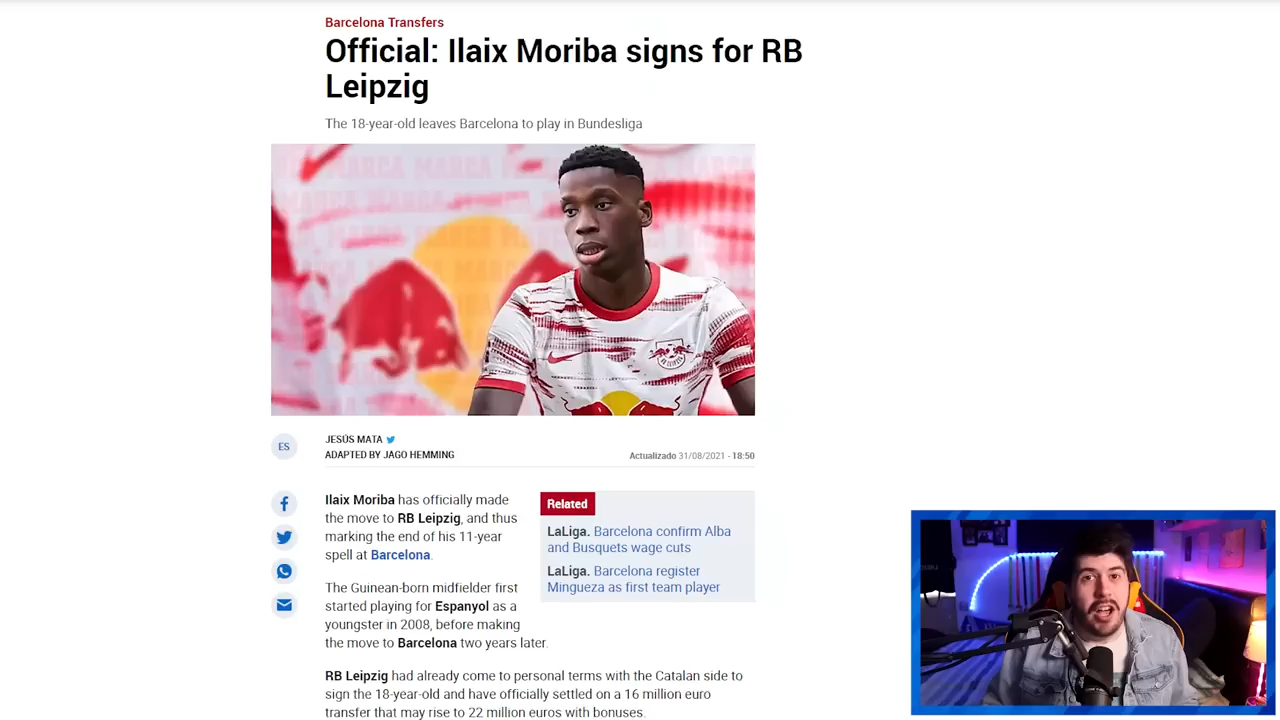 Barcelona Transfers
Official: Ilaix Moriba signs for RB
Leipzig
The 18-year-old leaves Barcelona to play in Bundesliga
MARCA MARCA MARCA
ES
JESÚS MATA
ADAPTED BY JAGO HEMMING
Actualizado 31/08/2021 - 18:50
Ilaix Moriba has officially made
the move to RB Leipzig, and thus
marking the end of his 11-year
spell at Barcelona.
Related
LaLiga. Barcelona confirm Alba
and Busquets wage cuts
LaLiga. Barcelona register
Mingueza as first team player
The Guinean-born midfielder first
started playing for Espanyol as a
youngster in 2008, before making
the move to Barcelona two years later.
RB Leipzig had already come to personal terms with the Catalan side to
sign the 18-year-old and have officially settled on a 16 million euro
transfer that may rise to 22 million euros with bonuses.